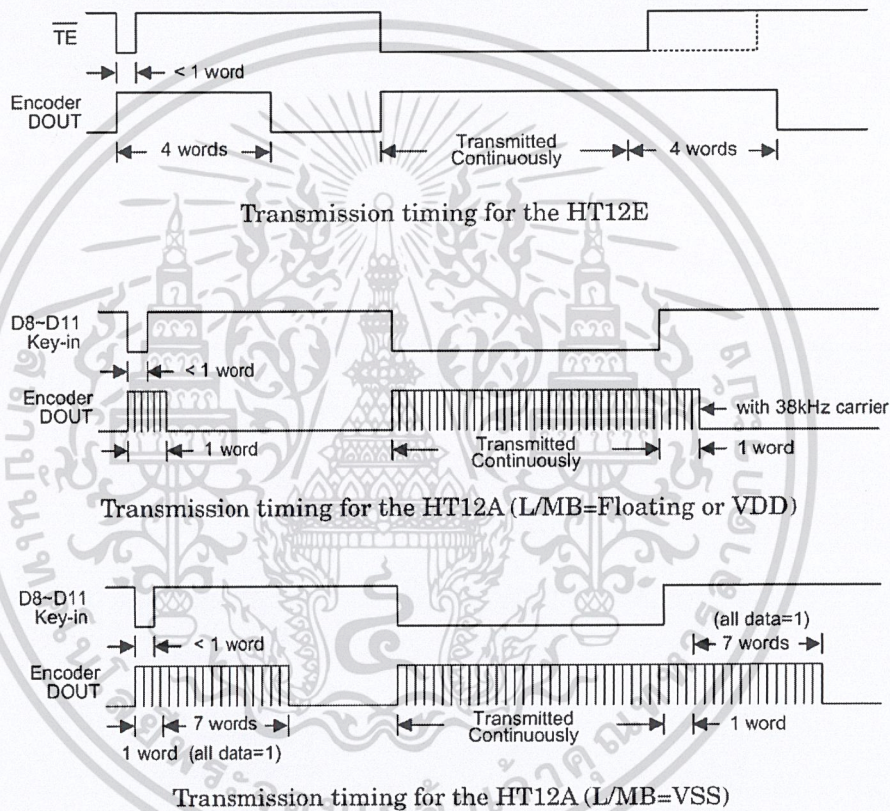 TE
< 1 word
Encoder
DOUT
4 words
Transmitted
Continuously
4 words
Transmission timing for the HT12E
D8~D11
Key-in
< 1 word
Encoder
DOUT
with 38kHz carrier
1 word
Transmitted
Continuously
1 word
Transmission timing for the HT12A (L/MB=Floating or VDD)
D8~D11
Key-in
< 1 word
(all data=1)
7 words
Encoder
DOUT
7 words
Transmitted
Continuously
1 word
1 word (all data=1)
Transmission timing for the HT12A (L/MB=VSS)